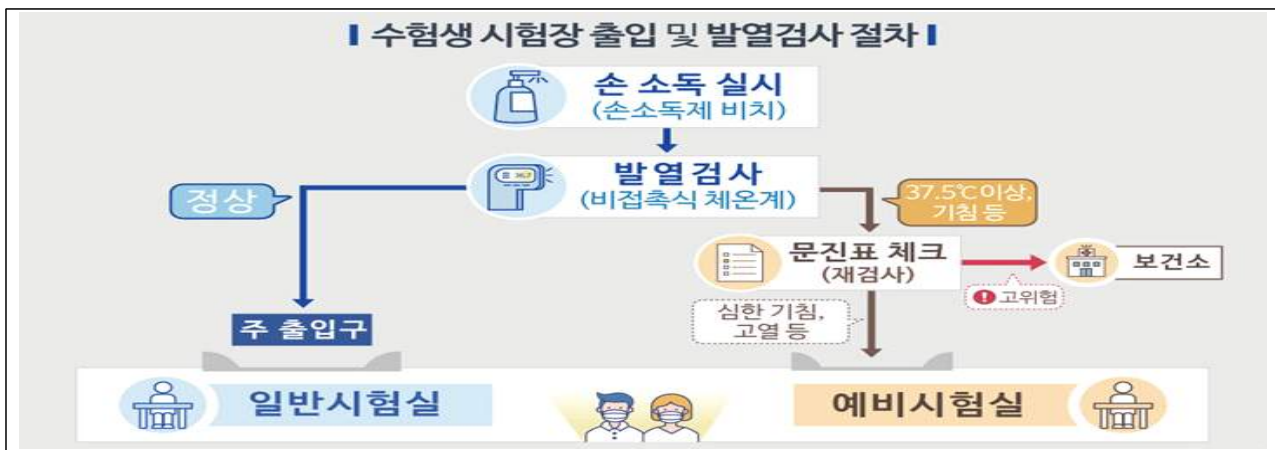 수험생 시험장 출입 및 발열검사 절차
손 소독 실시
(손소독제 비치)
발열검사
(비접촉식 체온계)
정상
37.5℃ 이상,
기침 등
문진표 체크
(재검사)
보건소
고위험
심한 기침,
고열 등
주 출입구
일반시험실
예비시험실